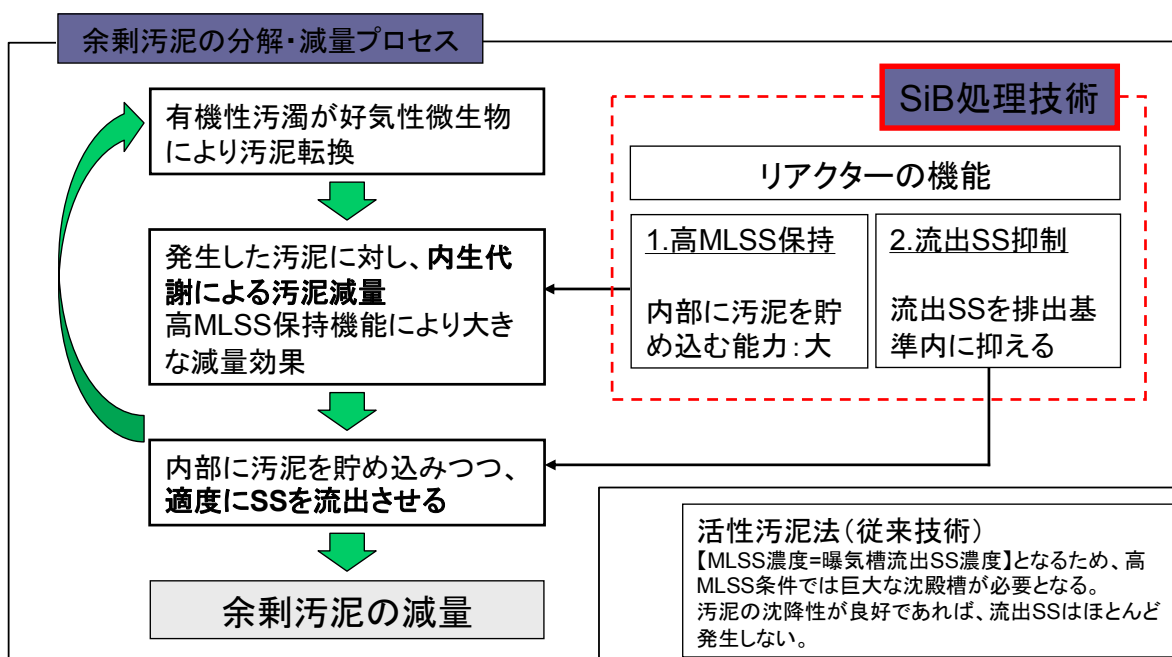 余剰汚泥の分解・減量プロセス
有機性汚濁が好気性微生物
により汚泥転換
発生した汚泥に対し、内生代
謝による汚泥減量
高MLSS保持機能により大き
な減量効果
内部に汚泥を貯め込みつつ、
適度にSSを流出させる
余剰汚泥の減量
SiB処理技術
リアクターの機能
1.高MLSS保持
内部に汚泥を貯
め込む能力:大
2.流出SS抑制
流出SSを排出基
準内に抑える
活性汚泥法(従来技術)
【MLSS濃度=曝気槽流出SS濃度】となるため、高
MLSS条件では巨大な沈殿槽が必要となる。
汚泥の沈降性が良好であれば、流出SSはほとんど
発生しない。